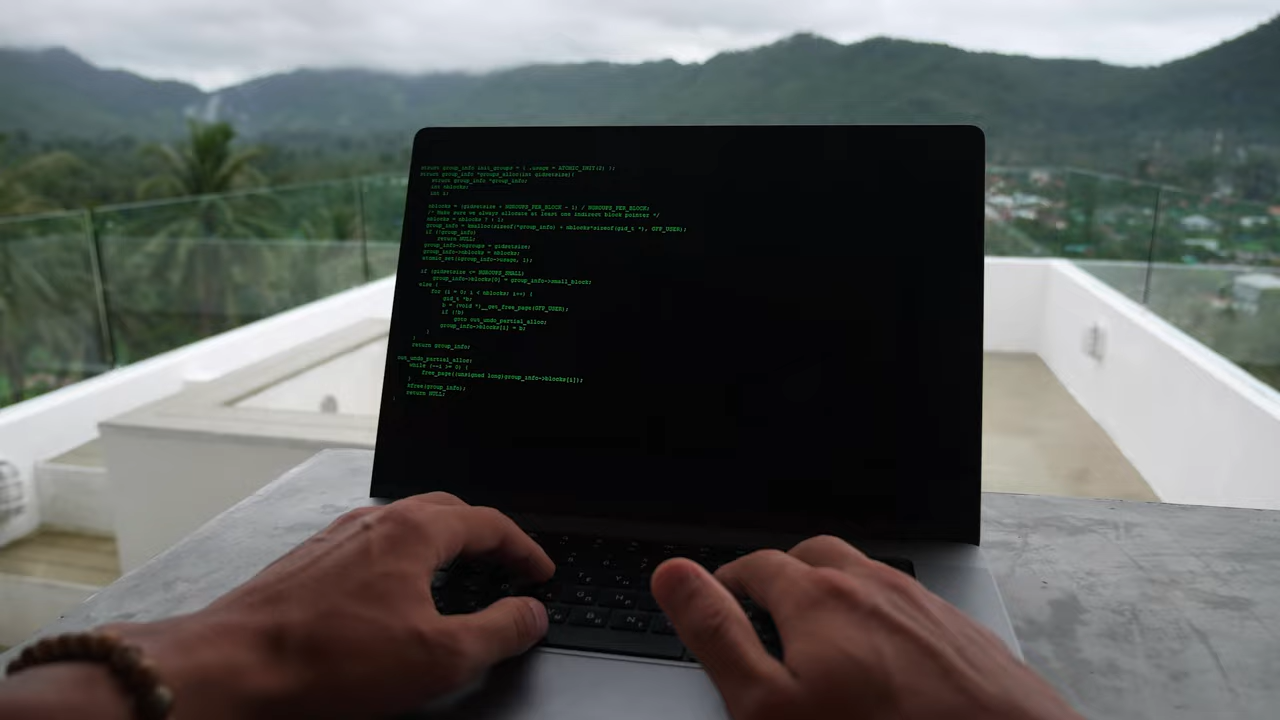 struct group_info init_groups = { .usage = ATOMIC_INIT(2) };
struct group_info *groups_alloc(int gidsetsize){
struct group_info *group_info;
int nblocks;
int i;
nblocks = (gidsetsize + NGROUPS_PER_BLOCK - 1) / NGROUPS_PER_BLOCK;
/* Make sure we always allocate at least one indirect block pointer */
nblocks = nblocks ? : 1;
group_info = kmalloc(sizeof(*group_info) + nblocks*sizeof(gid_t *), GFP_USER);
if (!group_info)
return NULL;
group_info->ngroups = gidsetsize;
group_info->nblocks = nblocks;
atomic_set(&group_info->usage, 1);
if (gidsetsize <= NGROUPS_SMALL)
group_info->blocks[0] = group_info->small_block;
else {
for (i = 0; i < nblocks; i++) {
gid_t *b;
b = (void *)__get_free_page(GFP_USER);
if (!b)
goto out_undo_partial_alloc;
group_info->blocks[i] = b;
}
}
return group_info;
out_undo_partial_alloc:
while (--i >= 0) {
free_page((unsigned long)group_info->blocks[i]);
}
kfree(group_info);
return NULL;
}